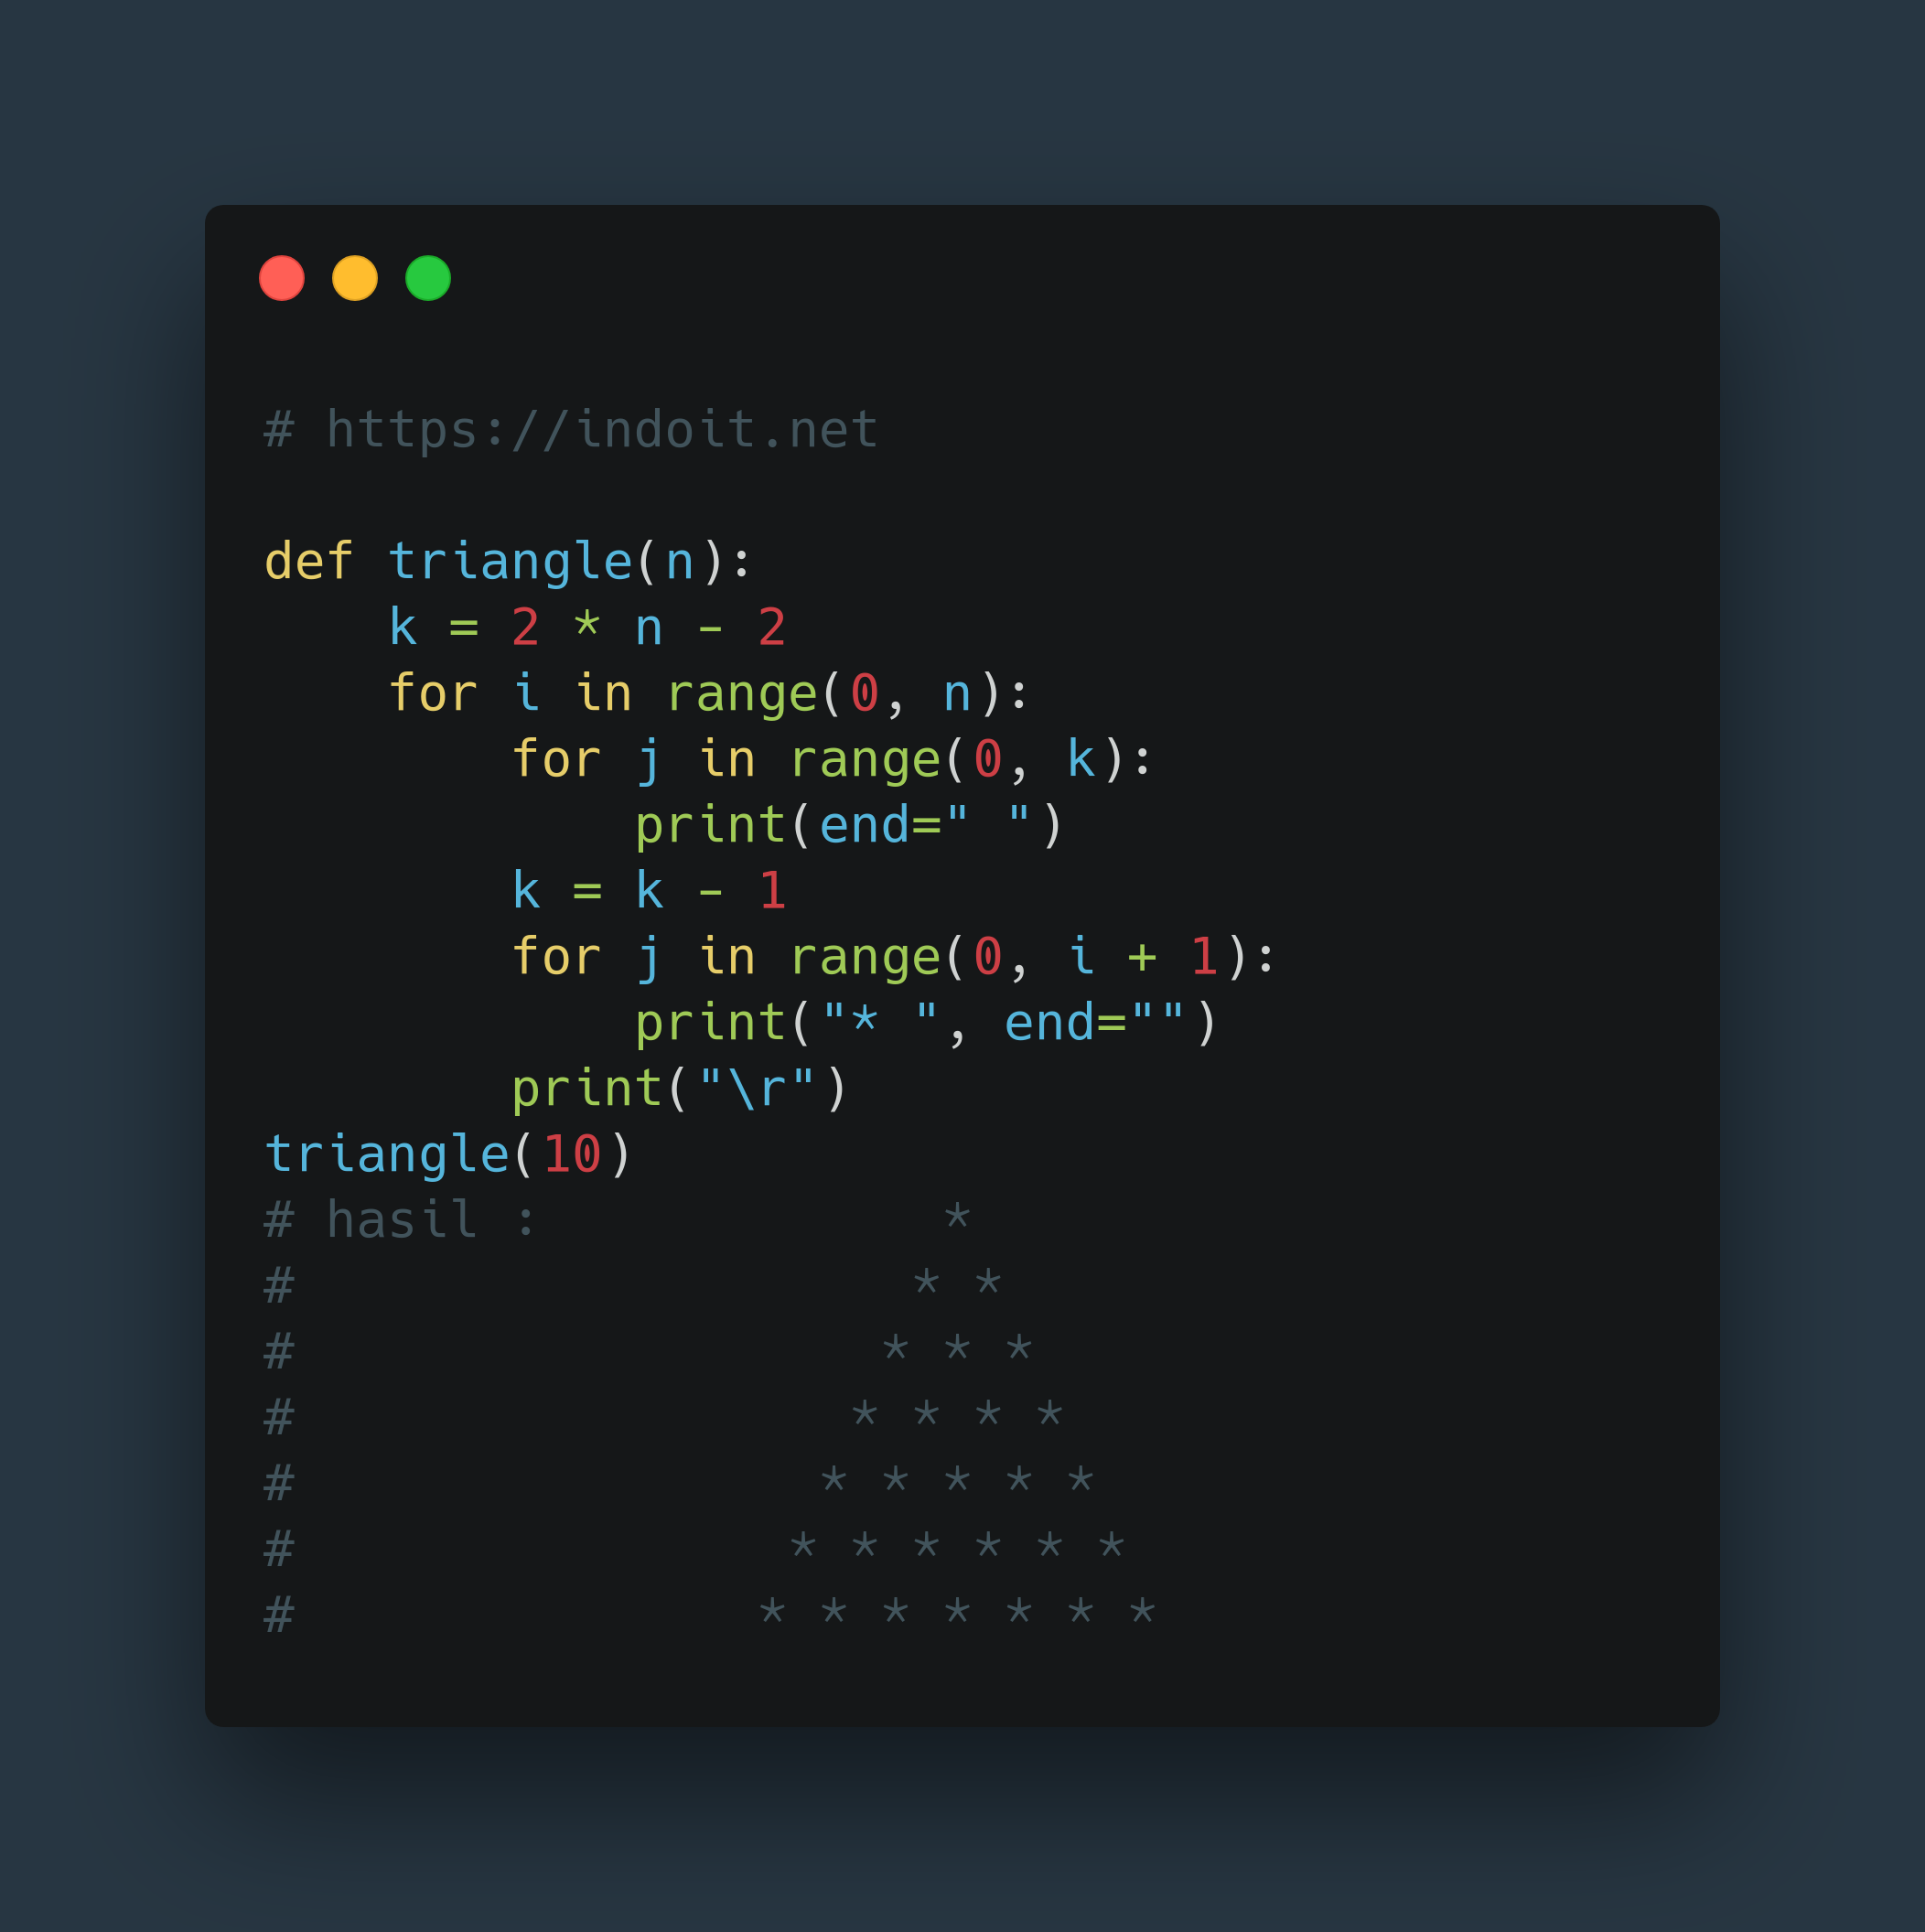 # https://indoit.net

def triangle(n):
    k = 2 * n - 2
    for i in range(0, n):
        for j in range(0, k):
            print(end=" ")
        k = k - 1
        for j in range(0, i + 1):
            print("* ", end="")
        print("\r")
triangle(10)
# hasil :             *
#                    * *
#                   * * *
#                  * * * *
#                 * * * * *
#                * * * * * *
#               * * * * * * *